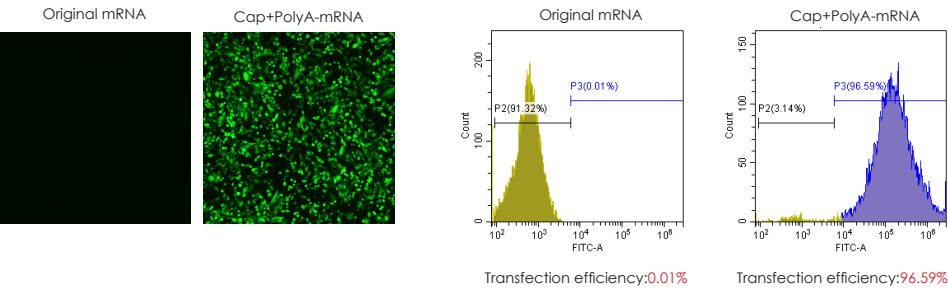 Original mRNA
Cap+PolyA-mRNA
Original mRNA
200
100
0
Count
P2(91.32%)
P3(0.01%)
10² 10³ 10⁴ 10⁵ 10⁶
FITC-A
Transfection efficiency:0.01%
Cap+PolyA-mRNA
150
100
50
0
Count
P2(3.14%)
P3(96.59%)
10² 10³ 10⁴ 10⁵ 10⁶
FITC-A
Transfection efficiency:96.59%